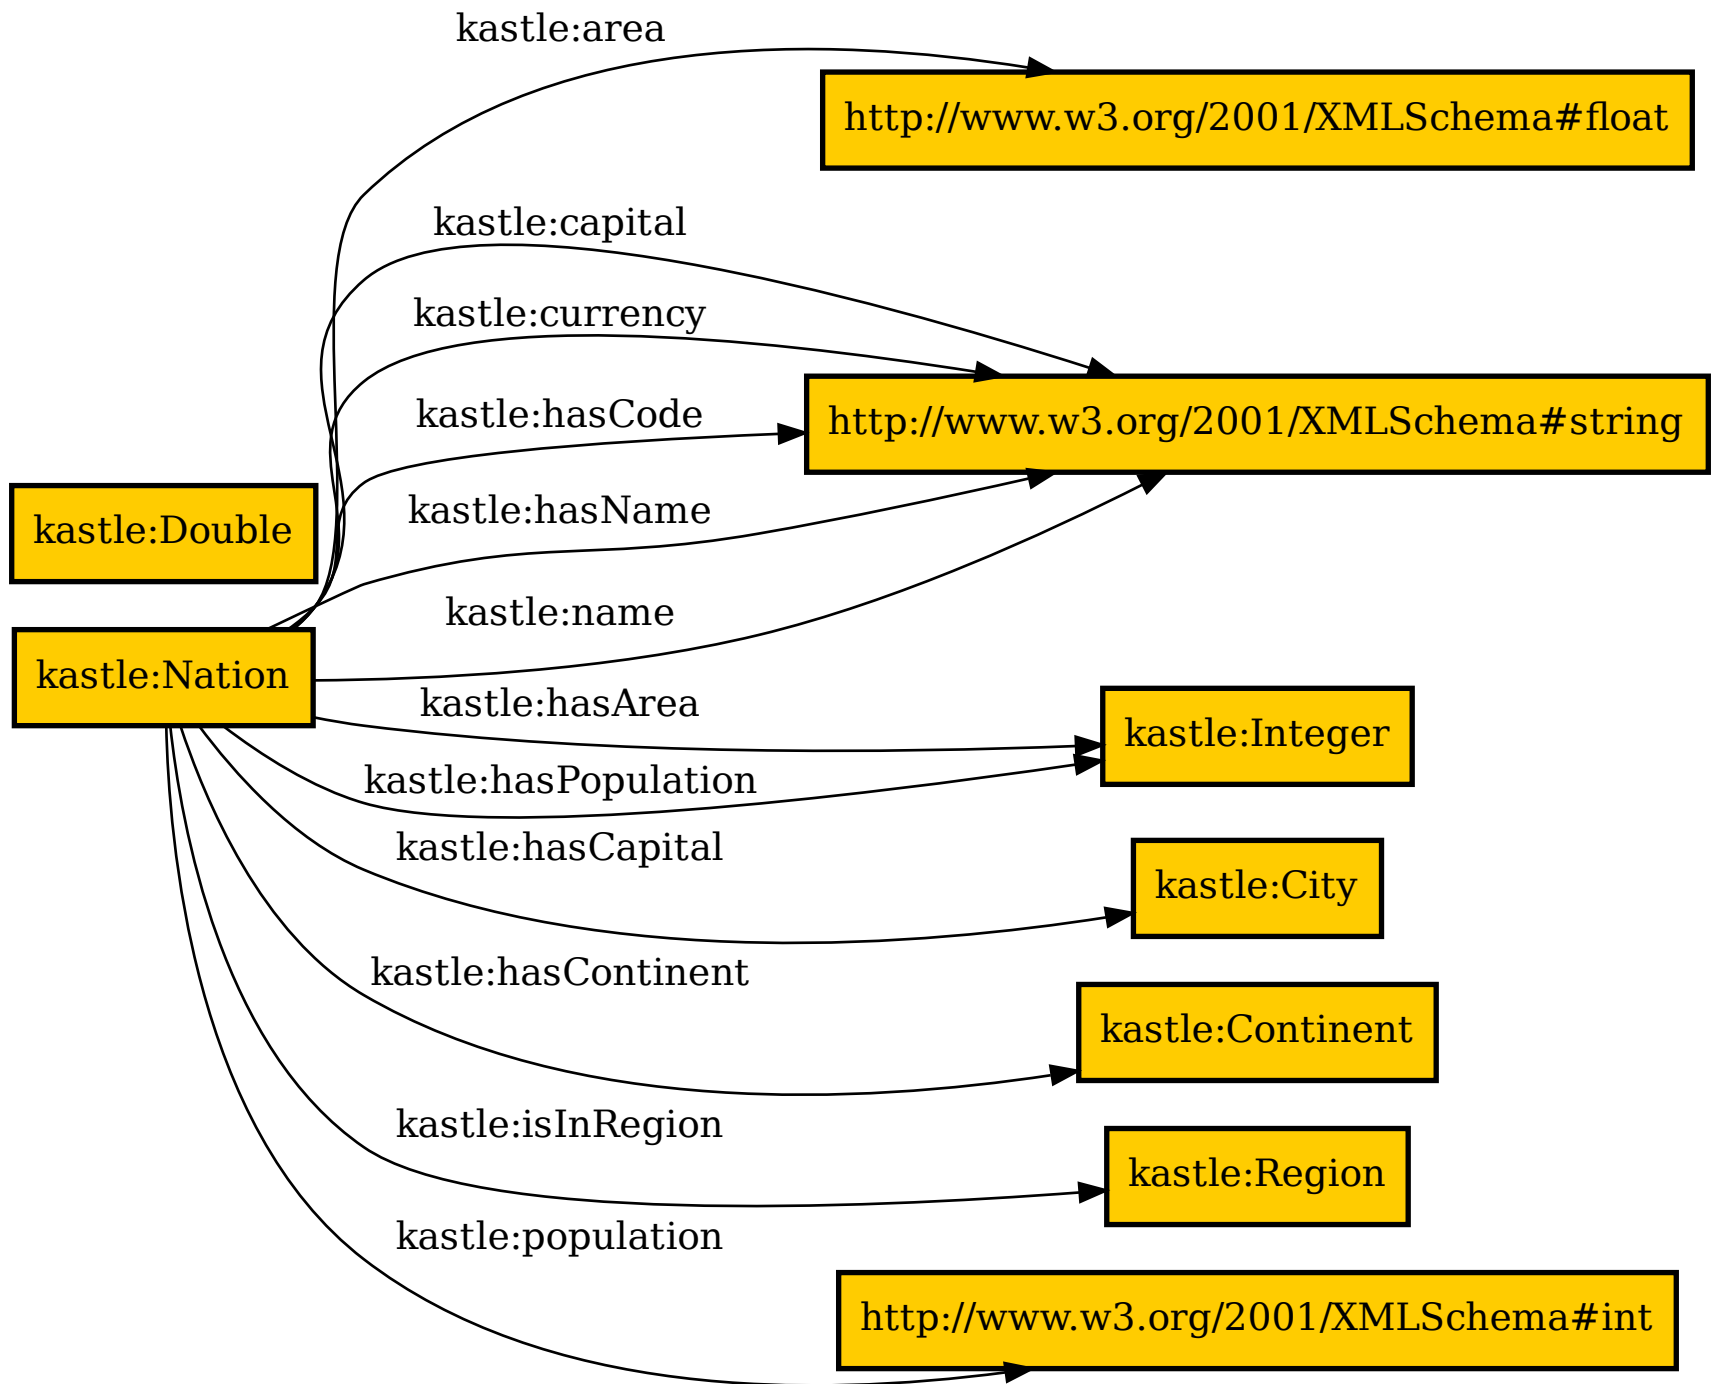 kastle:area
http://www.w3.org/2001/XMLSchema#float
kastle:capital
kastle:currency
kastle:hasCode
http://www.w3.org/2001/XMLSchema#string
kastle:hasName
kastle:Double
kastle:name
kastle:Nation
kastle:hasArea
kastle:Integer
kastle:hasPopulation
kastle:hasCapital
kastle:City
kastle:hasContinent
kastle:Continent
kastle:isInRegion
kastle:Region
kastle:population
http://www.w3.org/2001/XMLSchema#int